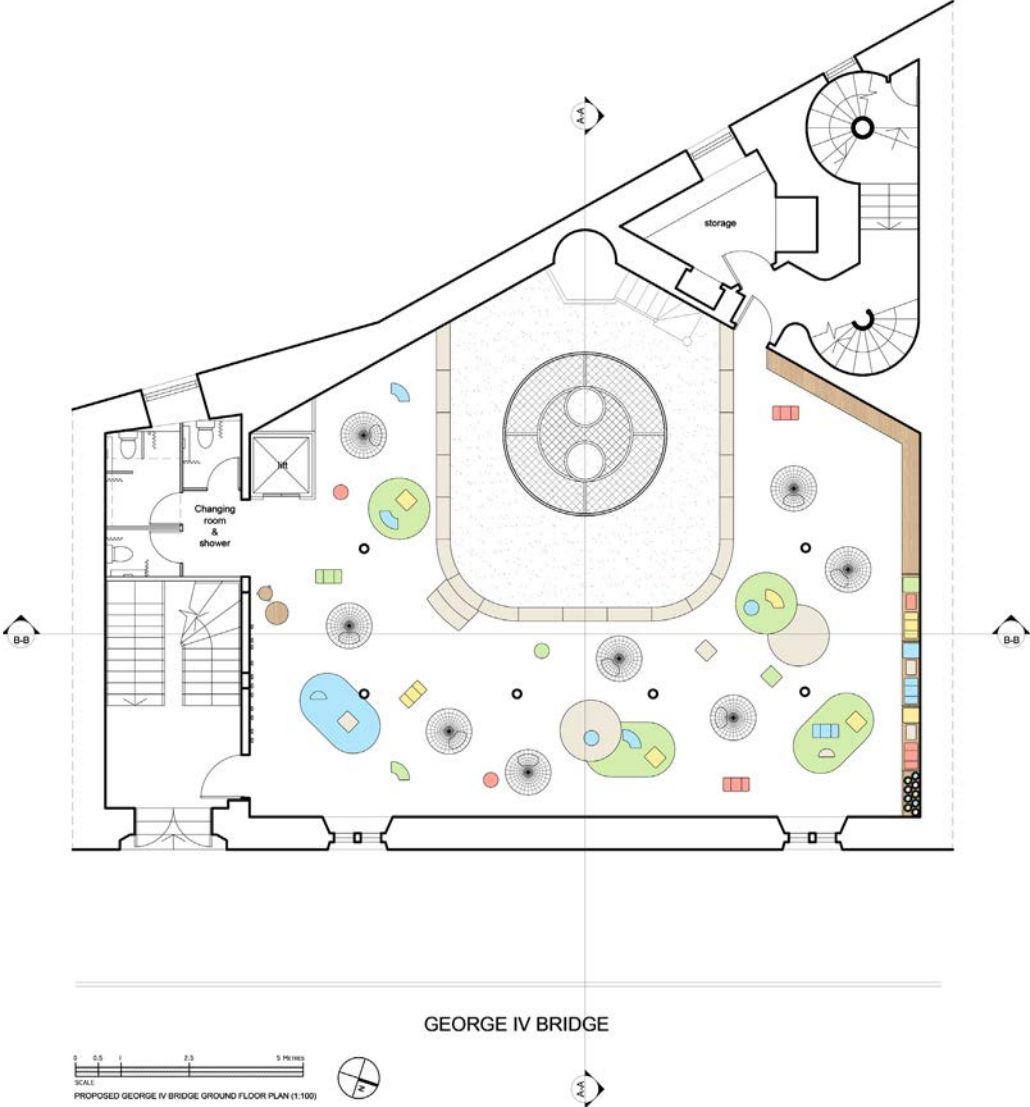 A-A
storage
lift
Changing
room
&
shower
B-B
B-B
GEORGE IV BRIDGE
0 0.5 1 2.5 5 Metres
SCALE
PROPOSED GEORGE IV BRIDGE GROUND FLOOR PLAN (1:100)
N
A-A